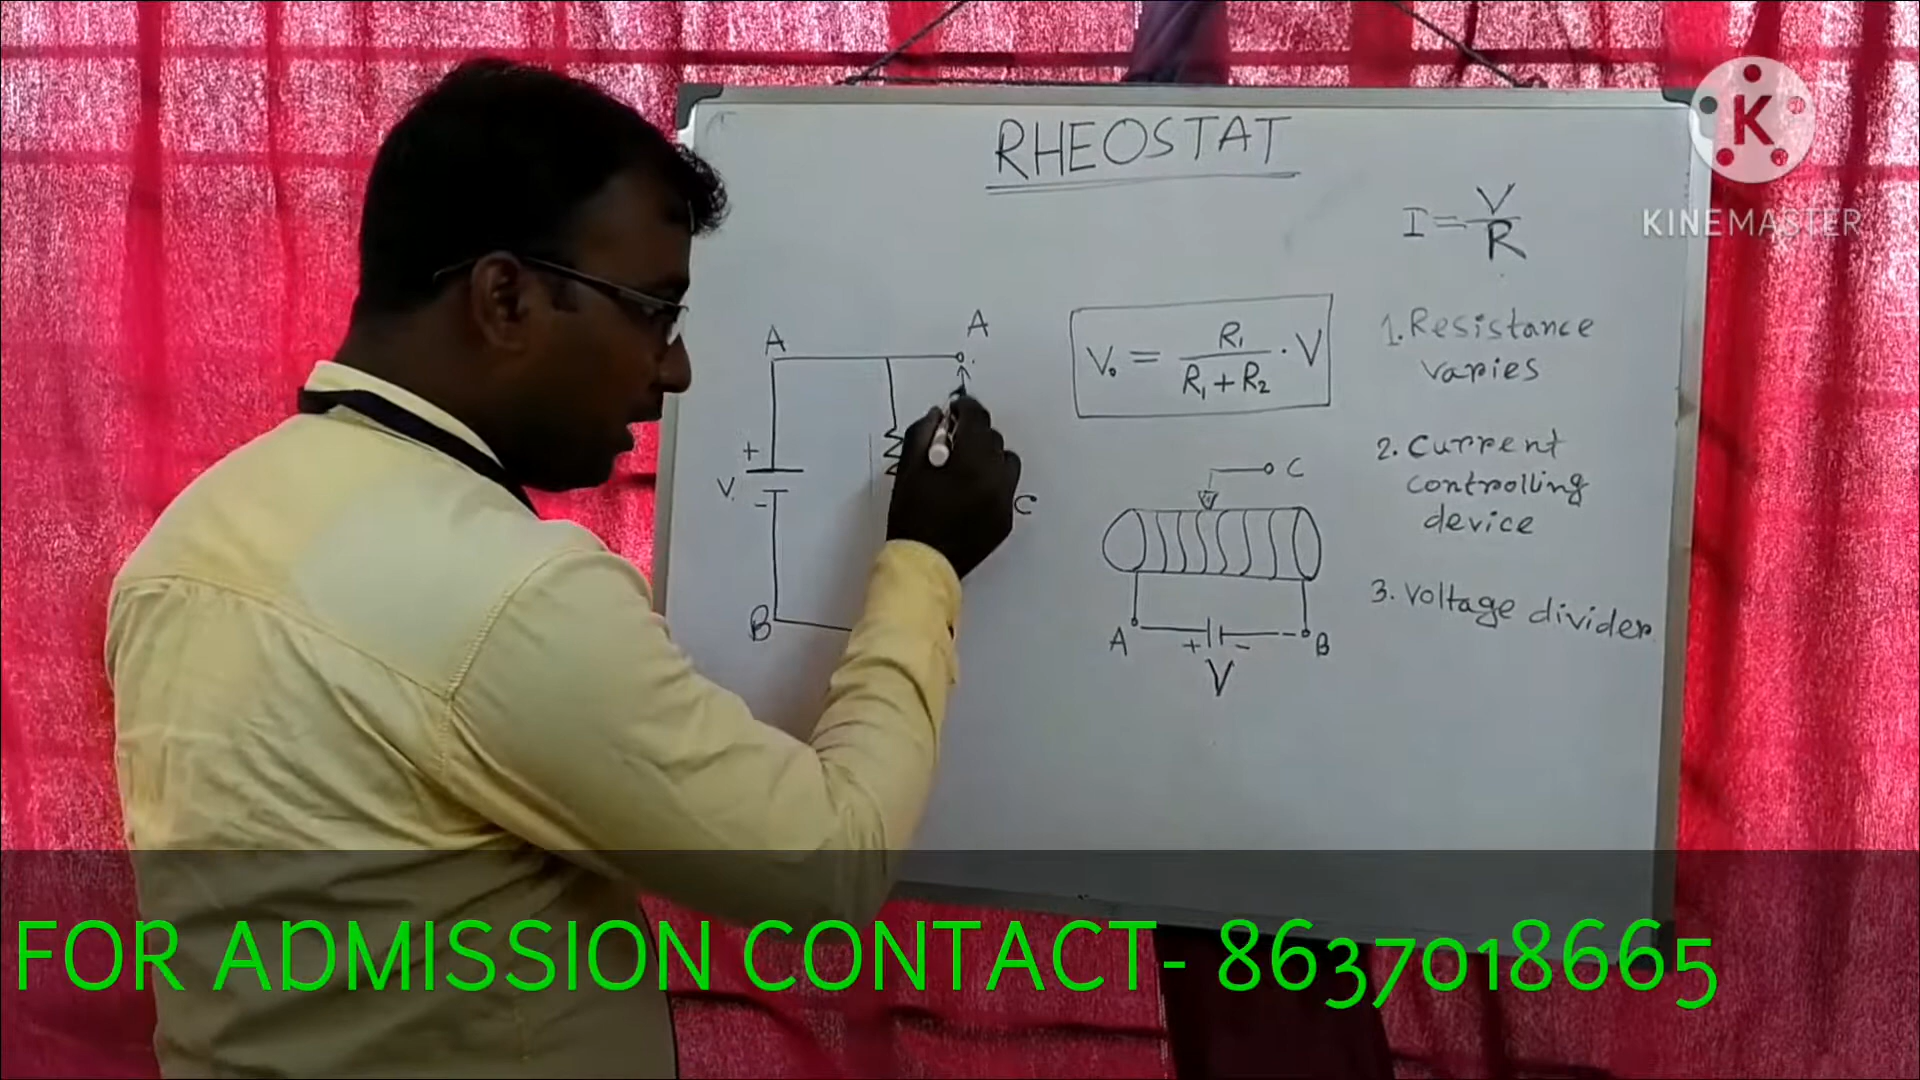 RHEOSTAT
I = V/R
KINEMASTER
K
A
A
V₀ = R₁/(R₁ + R₂) · V
1. Resistance
varies
+
V
-
C
2. Current
controlling
device
C
3. Voltage divider
B
A
+ -
B
V
FOR ADMISSION CONTACT- 8637018665